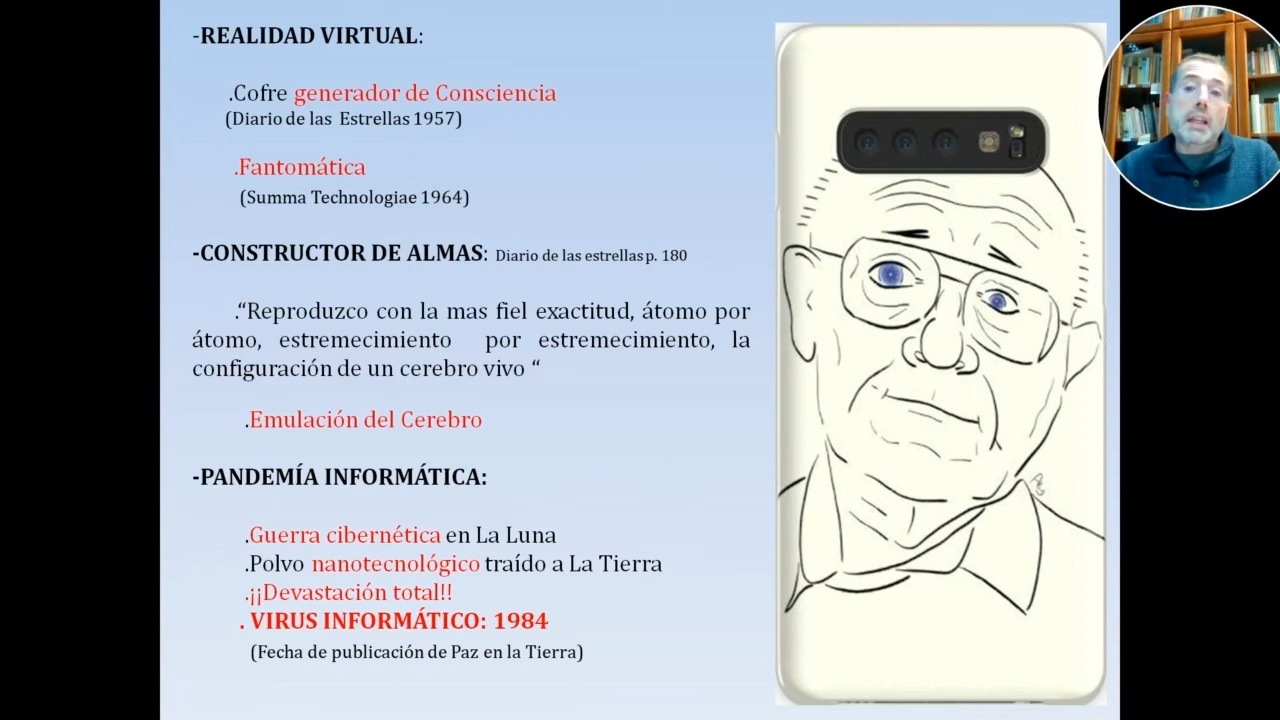 -REALIDAD VIRTUAL:
.Cofre generador de Consciencia
(Diario de las Estrellas 1957)
.Fantomática
(Summa Technologiae 1964)
-CONSTRUCTOR DE ALMAS: Diario de las estrellas p. 180
.“Reproduzco con la mas fiel exactitud, átomo por
átomo, estremecimiento por estremecimiento, la
configuración de un cerebro vivo “
.Emulación del Cerebro
-PANDEMÍA INFORMÁTICA:
.Guerra cibernética en La Luna
.Polvo nanotecnológico traído a La Tierra
.¡¡Devastación total!!
. VIRUS INFORMÁTICO: 1984
(Fecha de publicación de Paz en la Tierra)